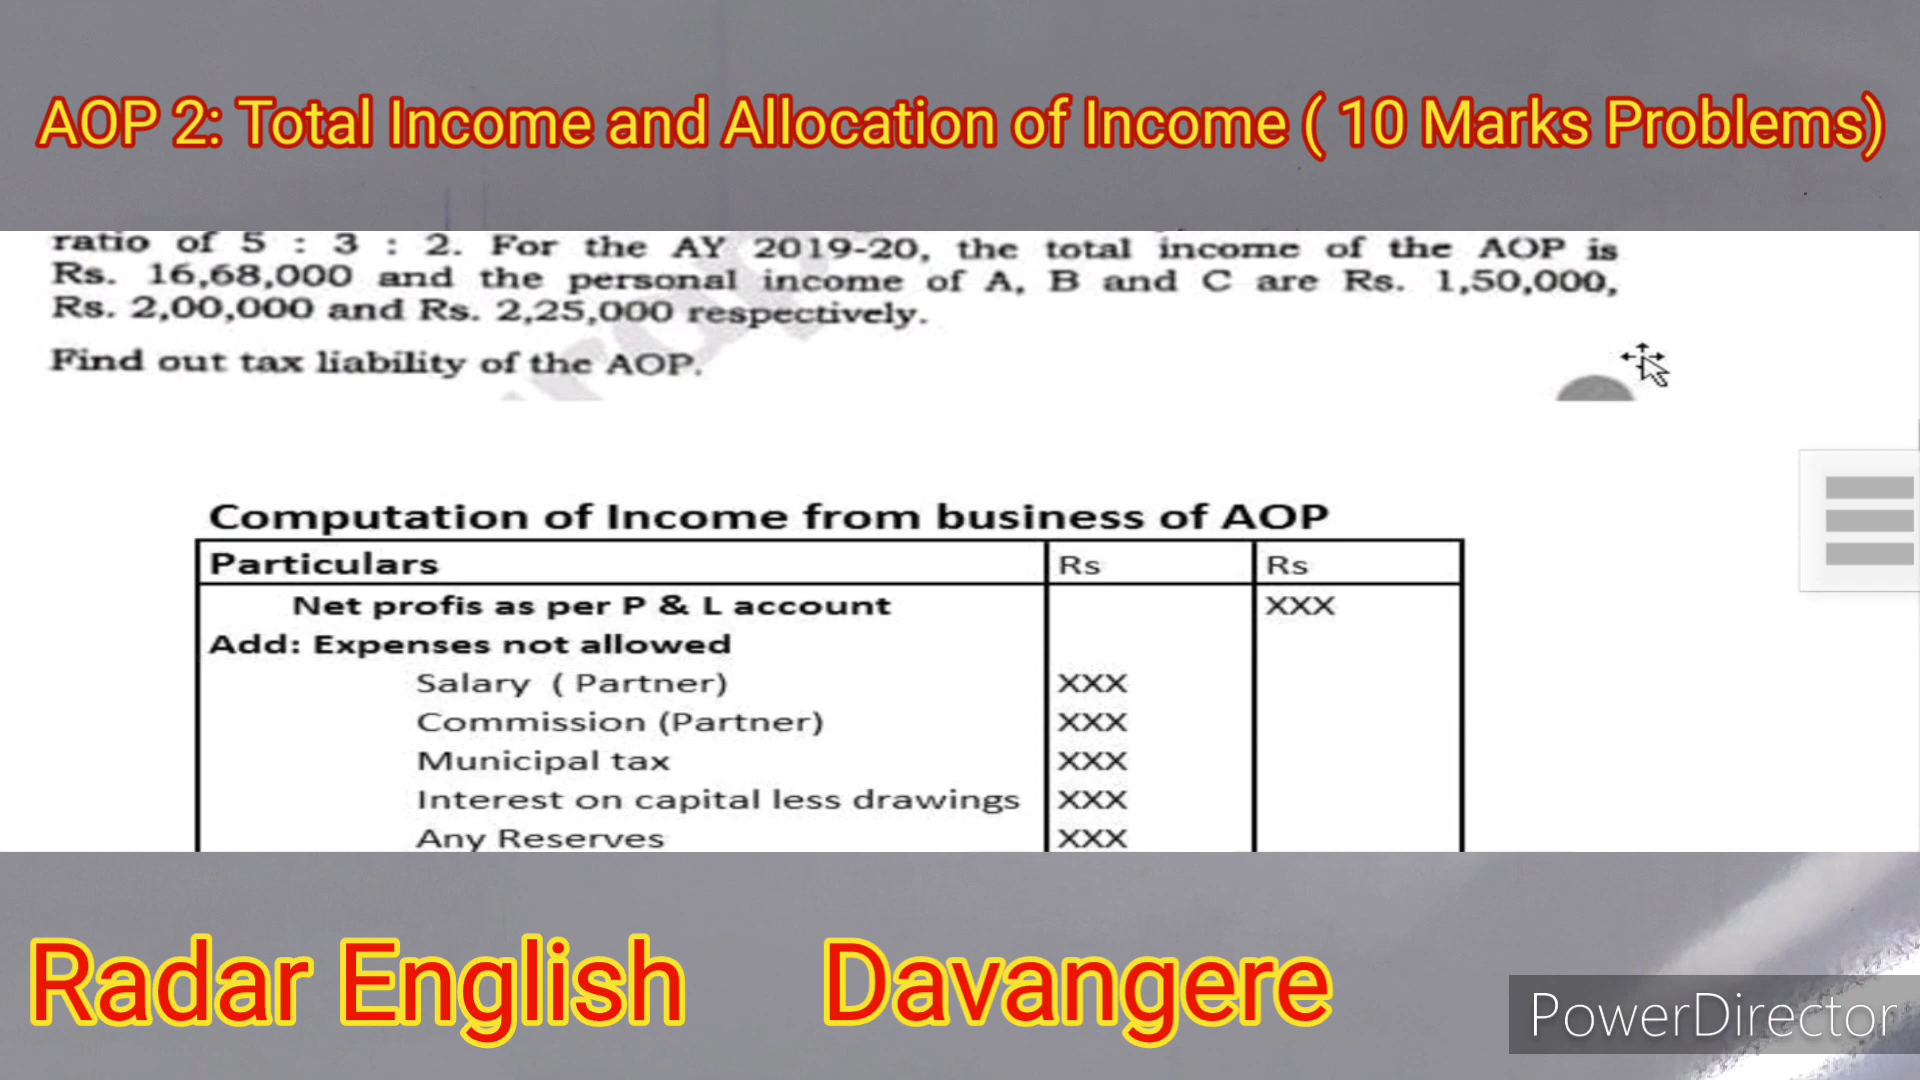 AOP 2: Total Income and Allocation of Income ( 10 Marks Problems)
ratio of 5 : 3 : 2. For the AY 2019-20, the total income of the AOP is
Rs. 16,68,000 and the personal income of A, B and C are Rs. 1,50,000,
Rs. 2,00,000 and Rs. 2,25,000 respectively.
Find out tax liability of the AOP.
Computation of Income from business of AOP
Particulars Rs Rs
Net profis as per P & L account XXX
Add: Expenses not allowed
Salary ( Partner) XXX
Commission (Partner) XXX
Municipal tax XXX
Interest on capital less drawings XXX
Any Reserves XXX
Radar English Davangere
PowerDirector